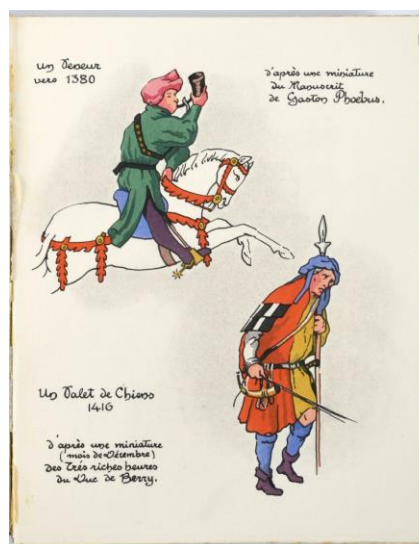 Un Veneur
vers 1380
d'après une miniature
du Manuscrit
de Gaston Phoebus.
Un Valet de Chiens
1416
d'après une miniature
(mois de Décembre)
des très riches heures
du Duc de Berry.